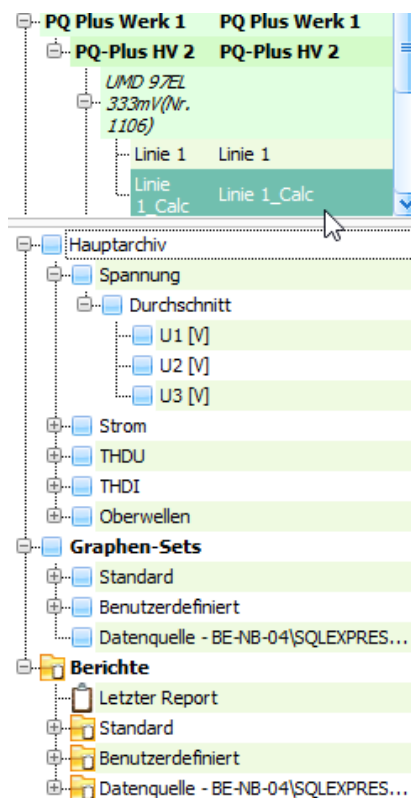 PQ Plus Werk 1 PQ Plus Werk 1
PQ-Plus HV 2 PQ-Plus HV 2
UMD 97EL
333mV(Nr.
1106)
Linie 1 Linie 1
Linie
1_Calc Linie 1_Calc
Hauptarchiv
Spannung
Durchschnitt
U1 [V]
U2 [V]
U3 [V]
Strom
THDU
THDI
Oberwellen
Graphen-Sets
Standard
Benutzerdefiniert
Datenquelle - BE-NB-04\SQLEXPRES...
Berichte
Letzter Report
Standard
Benutzerdefiniert
Datenquelle - BE-NB-04\SQLEXPRES...